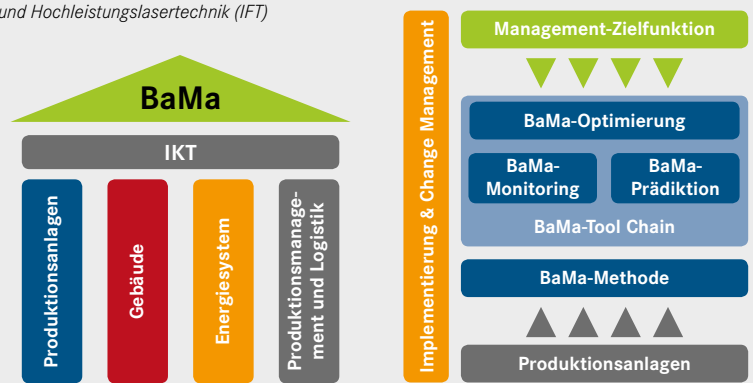 und Hochleistungslasertechnik (IFT)
BaMa
IKT
Produktionsanlagen
Gebäude
Energiesystem
Produktionsmanage-
ment und Logistik
Implementierung & Change Management
Management-Zielfunktion
BaMa-Optimierung
BaMa-
Monitoring
BaMa-
Prädiktion
BaMa-Tool Chain
BaMa-Methode
Produktionsanlagen